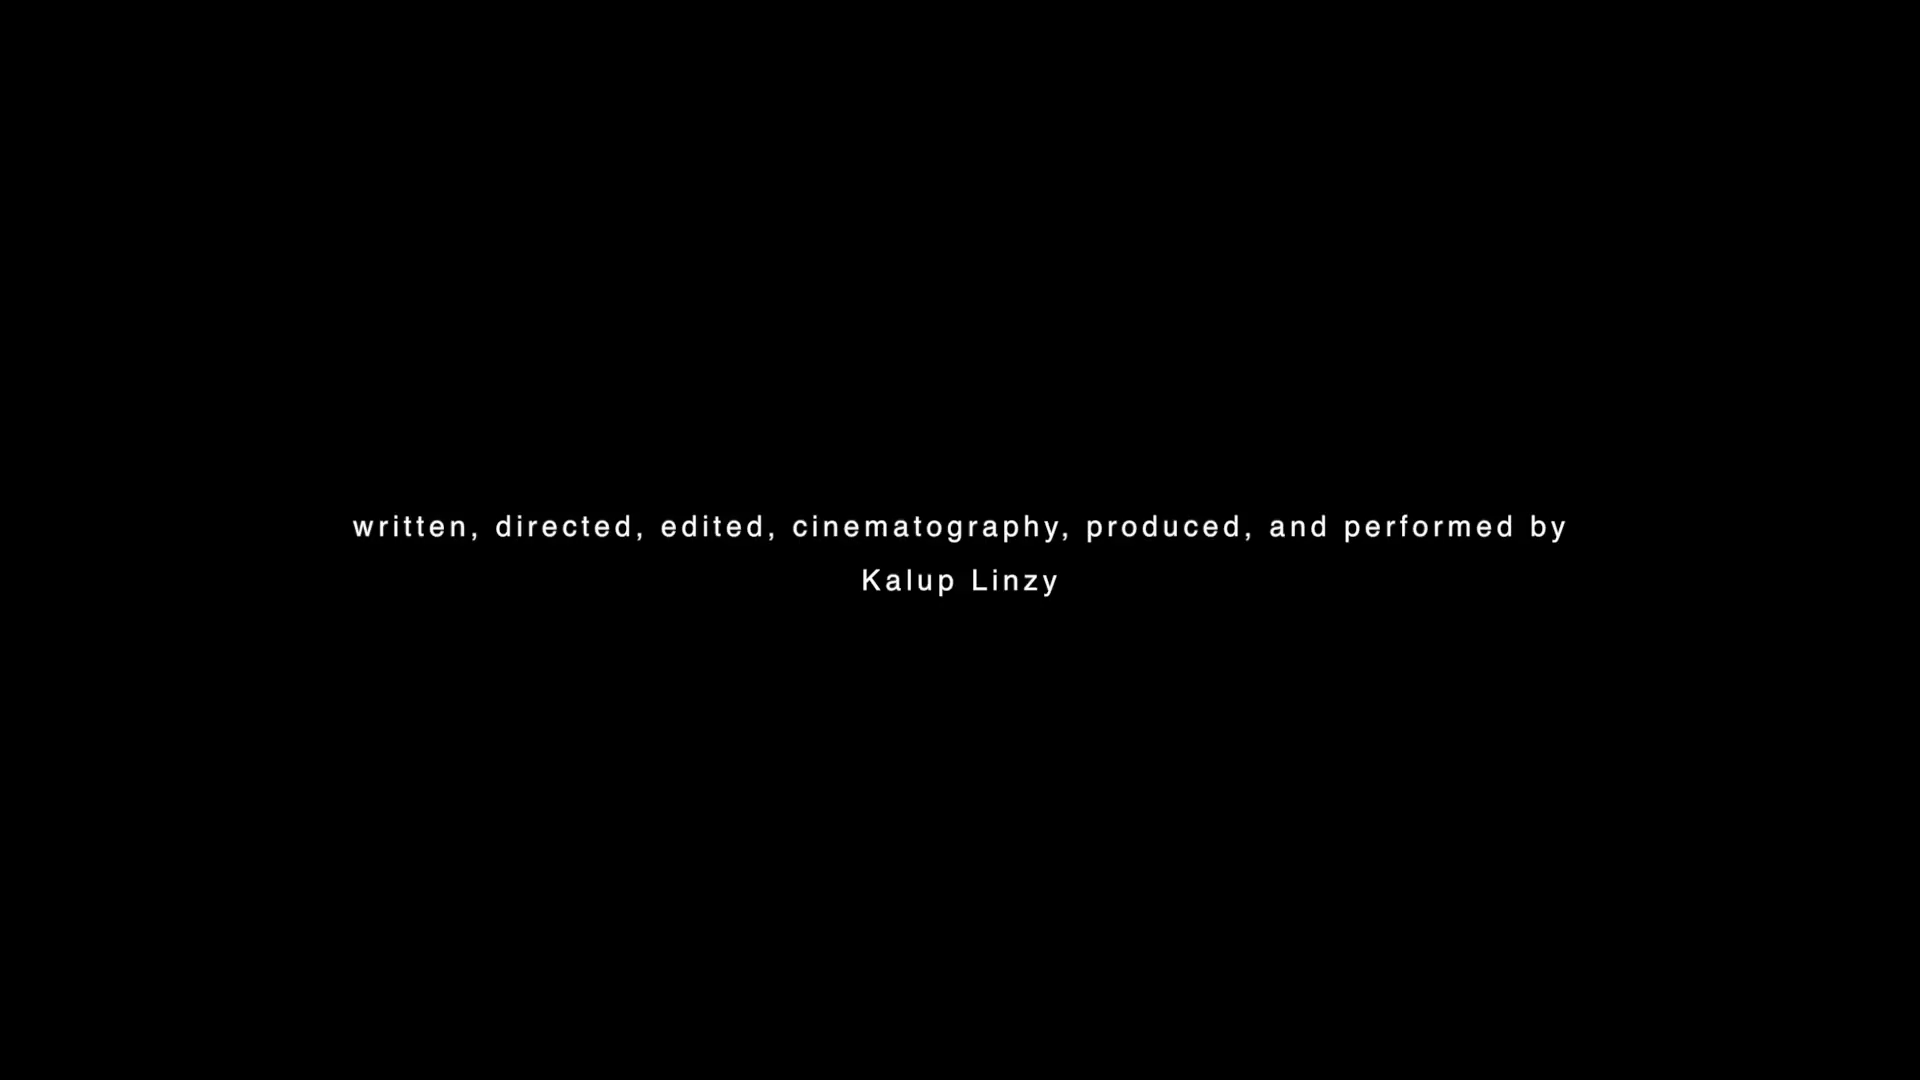 written, directed, edited, cinematography, produced, and performed by
Kalup Linzy